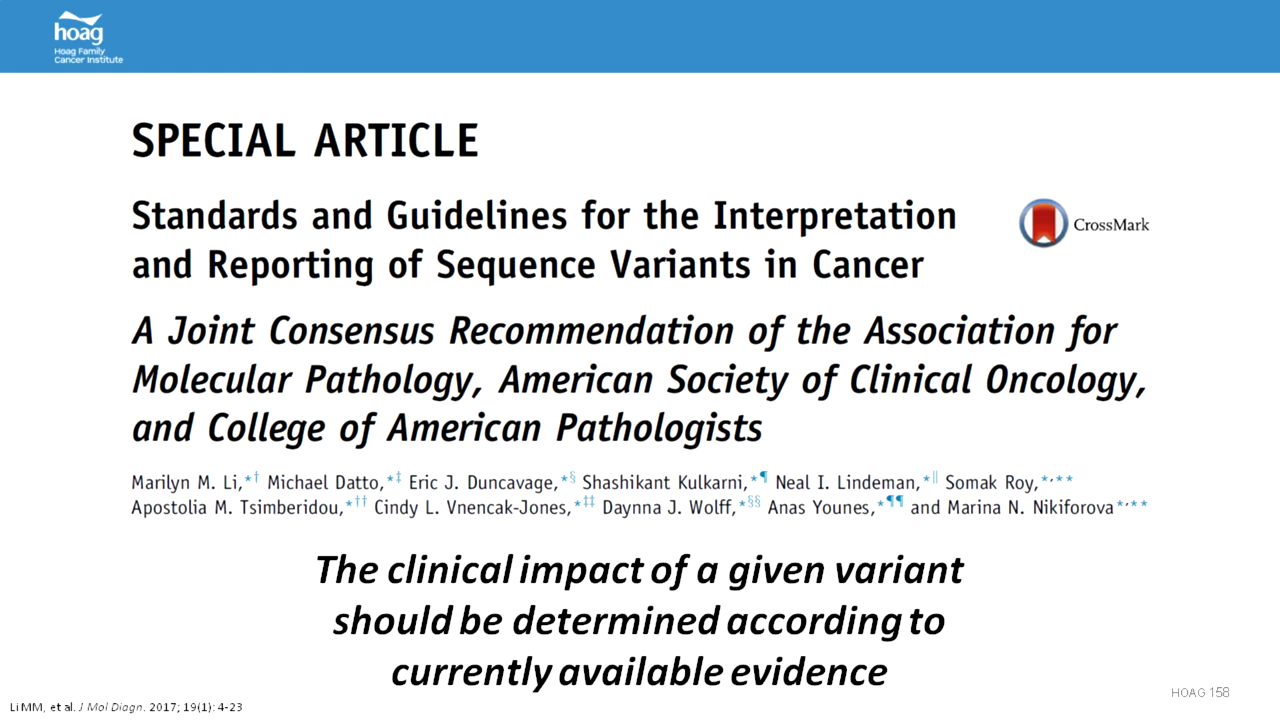 hoag
Hoag Family
Cancer Institute
SPECIAL ARTICLE
Standards and Guidelines for the Interpretation
and Reporting of Sequence Variants in Cancer
CrossMark
A Joint Consensus Recommendation of the Association for
Molecular Pathology, American Society of Clinical Oncology,
and College of American Pathologists
Marilyn M. Li,*† Michael Datto,*‡ Eric J. Duncavage,*§ Shashikant Kulkarni,*¶ Neal I. Lindeman,*‖ Somak Roy,*,**
Apostolia M. Tsimberidou,*†† Cindy L. Vnencak-Jones,*‡‡ Daynna J. Wolff,*§§ Anas Younes,*¶¶ and Marina N. Nikiforova*,**
The clinical impact of a given variant
should be determined according to
currently available evidence
Li MM, et al. J Mol Diagn. 2017; 19(1): 4-23
HOAG 158